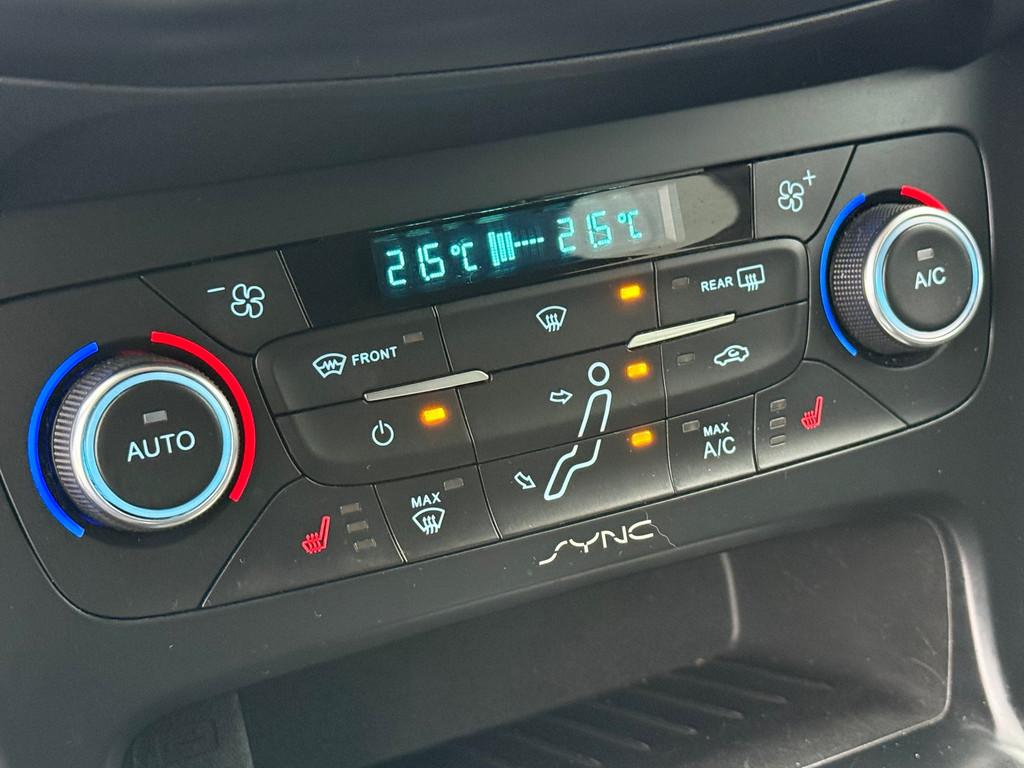 21.5°C 21.5°C
REAR
FRONT
A/C
AUTO
MAX
A/C
MAX
SYNC